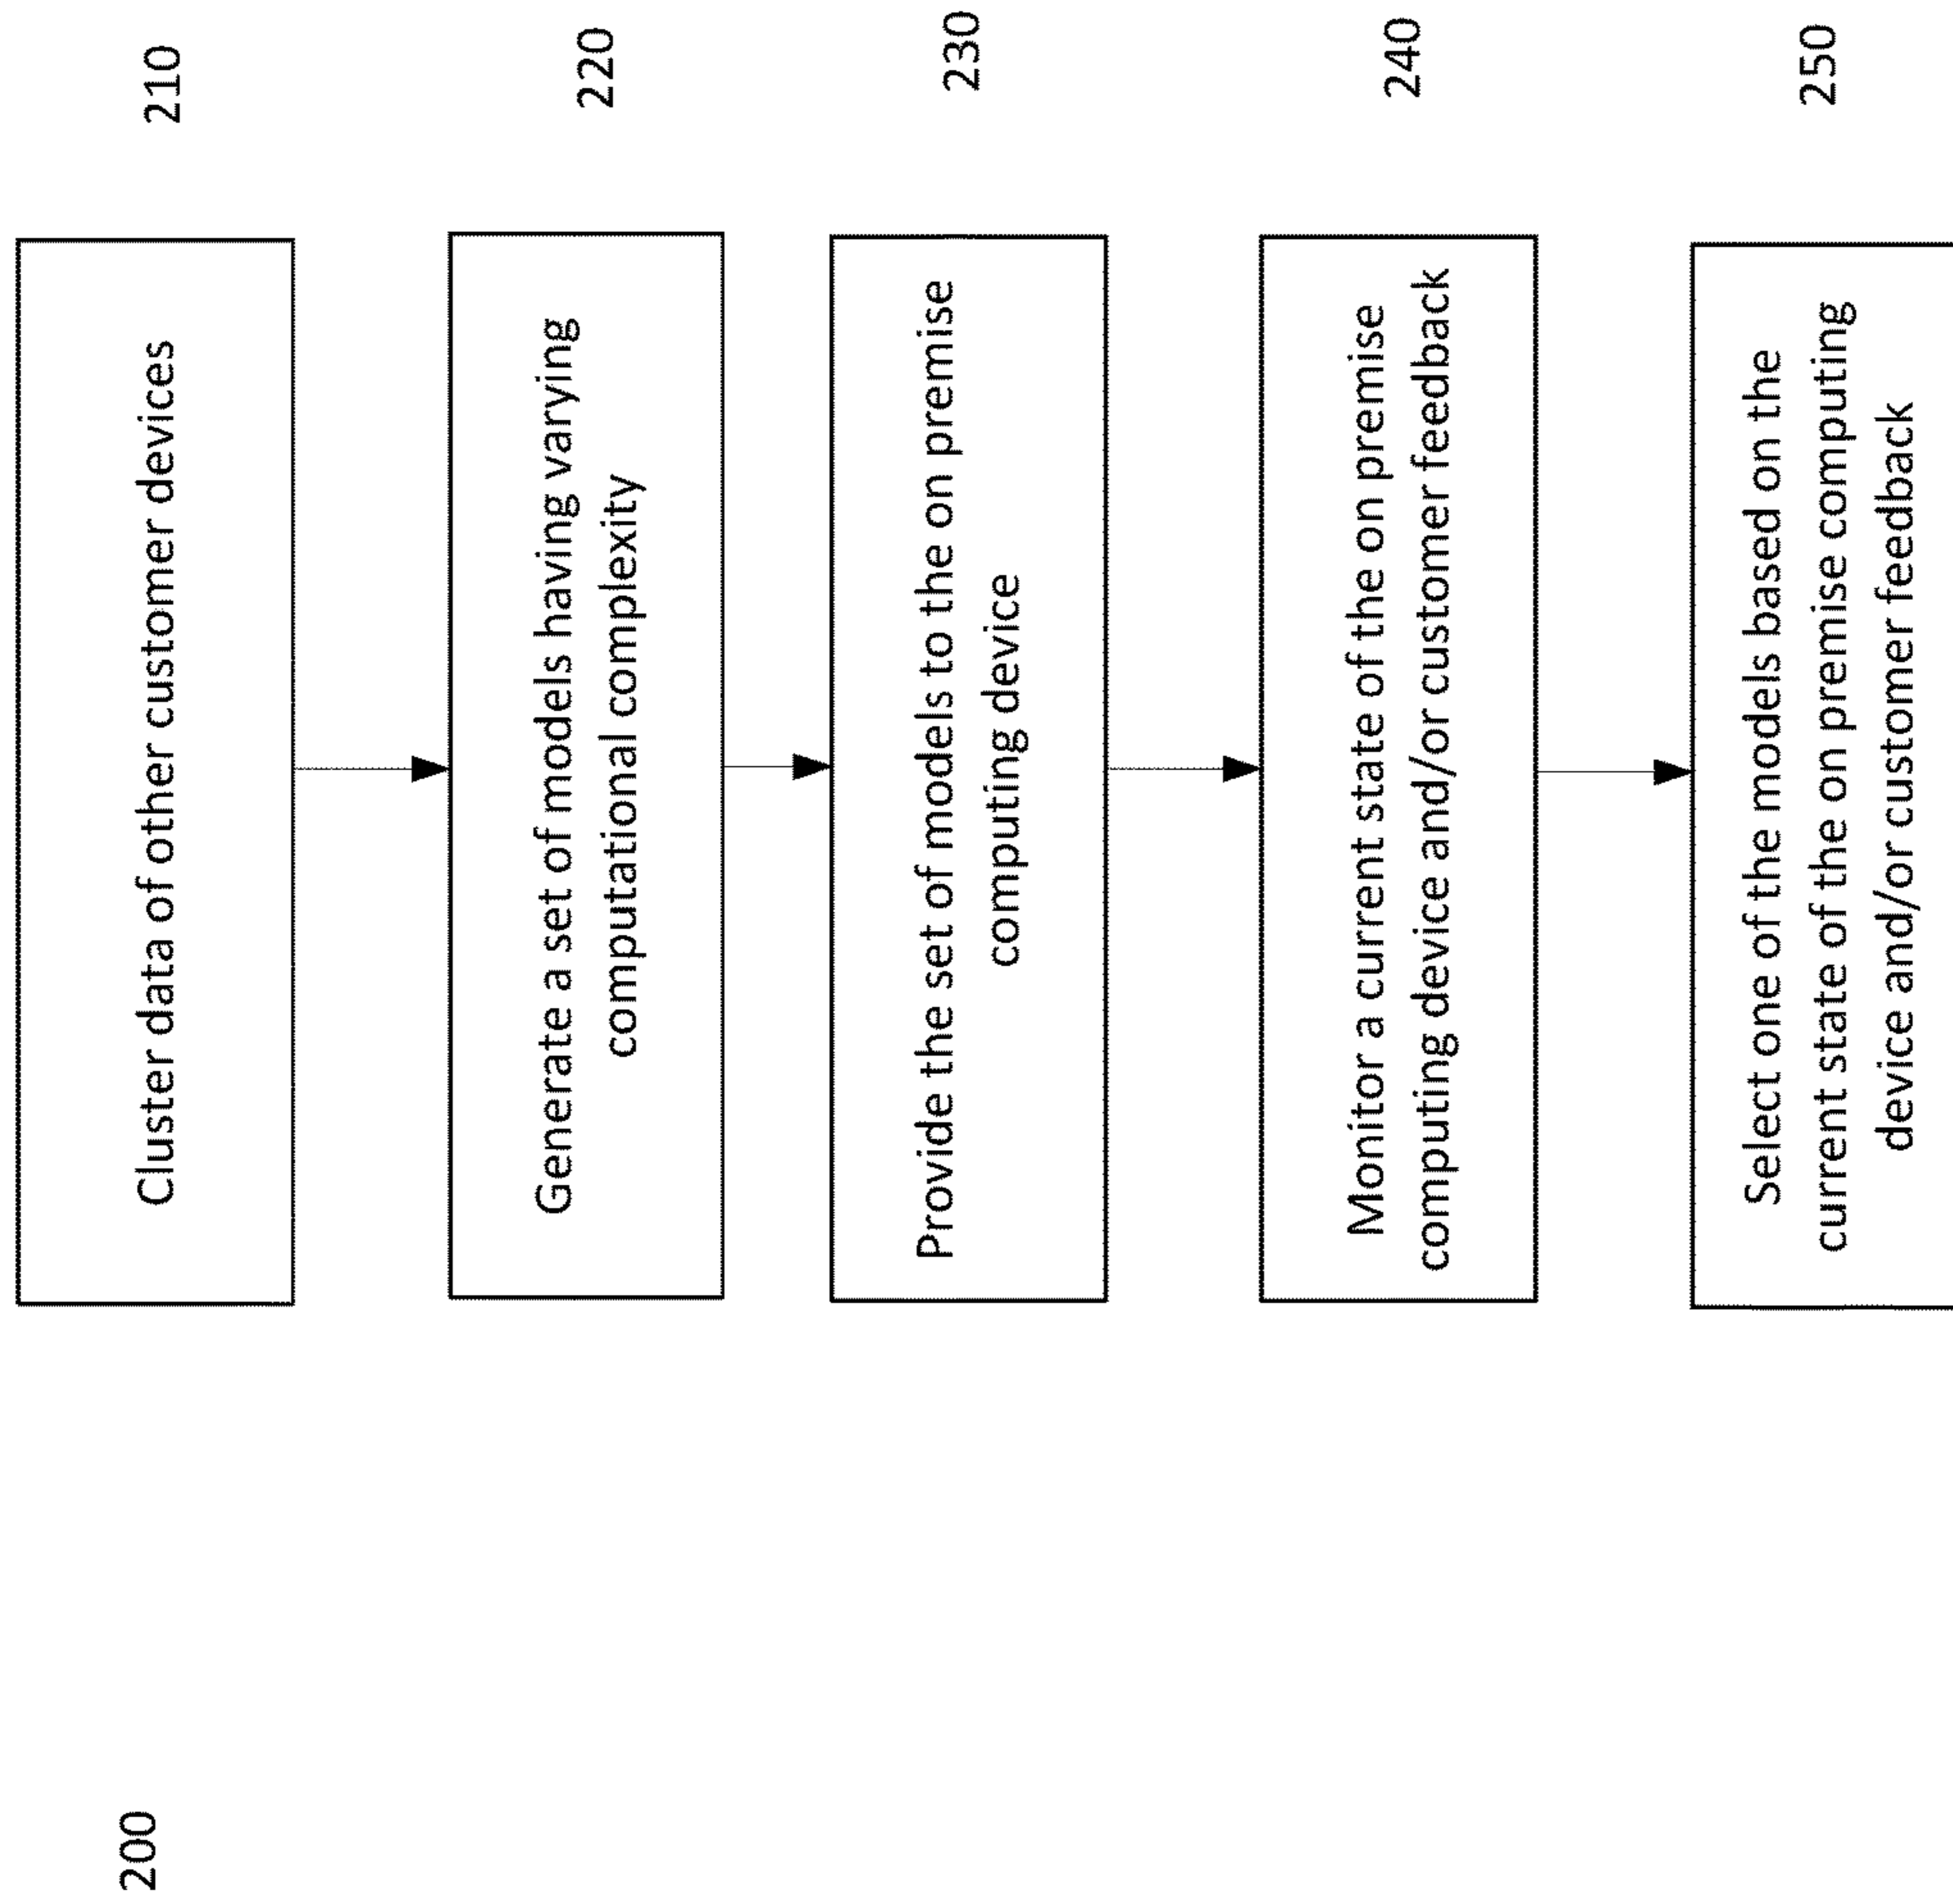 200
Cluster data of other customer devices
210
Generate a set of models having varying
computational complexity
220
Provide the set of models to the on premise
computing device
230
Monitor a current state of the on premise
computing device and/or customer feedback
240
Select one of the models based on the
current state of the on premise computing
device and/or customer feedback
250